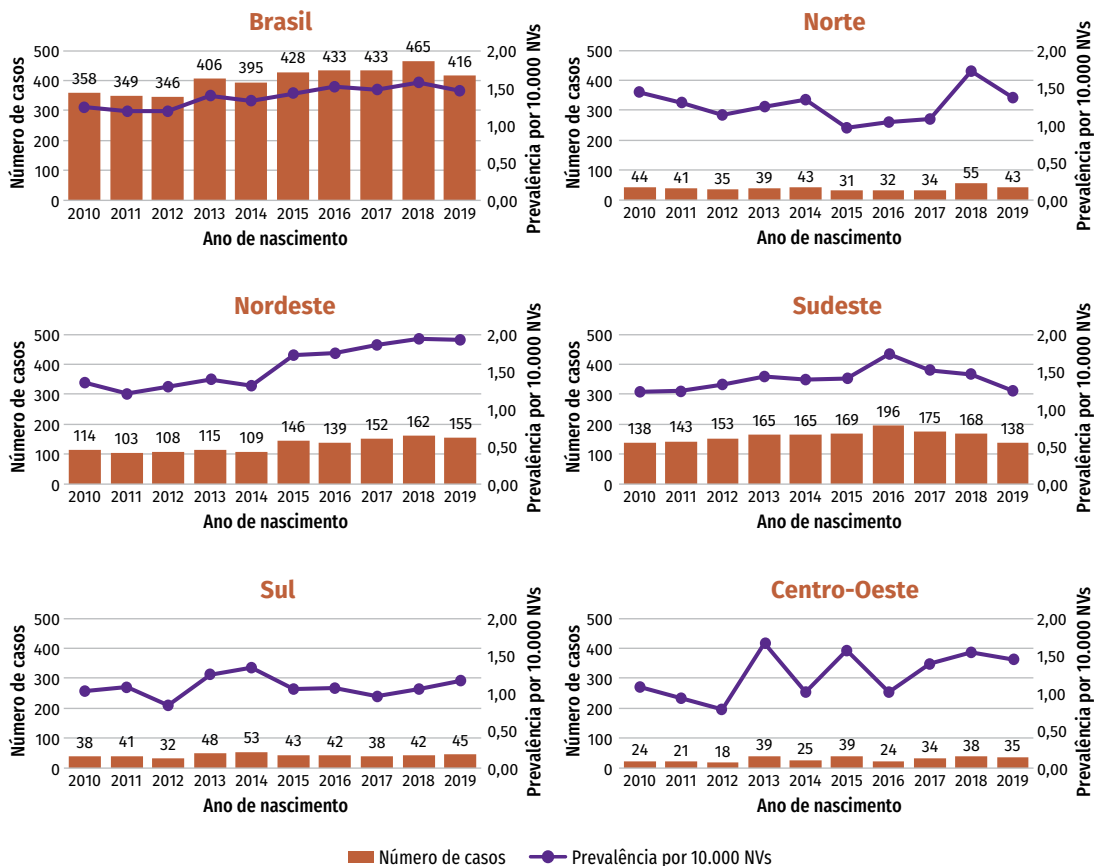 Brasil
Número de casos
500
400
300
200
100
0
358 349 346 406 395 428 433 433 465 416
2,00
1,50
1,00
0,50
0,00
Prevalência por 10.000 NVs
2010 2011 2012 2013 2014 2015 2016 2017 2018 2019
Ano de nascimento
Norte
Número de casos
500
400
300
200
100
0
44 41 35 39 43 31 32 34 55 43
2,00
1,50
1,00
0,50
0,00
Prevalência por 10.000 NVs
2010 2011 2012 2013 2014 2015 2016 2017 2018 2019
Ano de nascimento
Nordeste
Número de casos
500
400
300
200
100
0
114 103 108 115 109 146 139 152 162 155
2,00
1,50
1,00
0,50
0,00
Prevalência por 10.000 NVs
2010 2011 2012 2013 2014 2015 2016 2017 2018 2019
Ano de nascimento
Sudeste
Número de casos
500
400
300
200
100
0
138 143 153 165 165 169 196 175 168 138
2,00
1,50
1,00
0,50
0,00
Prevalência por 10.000 NVs
2010 2011 2012 2013 2014 2015 2016 2017 2018 2019
Ano de nascimento
Sul
Número de casos
500
400
300
200
100
0
38 41 32 48 53 43 42 38 42 45
2,00
1,50
1,00
0,50
0,00
Prevalência por 10.000 NVs
2010 2011 2012 2013 2014 2015 2016 2017 2018 2019
Ano de nascimento
Centro-Oeste
Número de casos
500
400
300
200
100
0
24 21 18 39 25 39 24 34 38 35
2,00
1,50
1,00
0,50
0,00
Prevalência por 10.000 NVs
2010 2011 2012 2013 2014 2015 2016 2017 2018 2019
Ano de nascimento
Número de casos Prevalência por 10.000 NVs